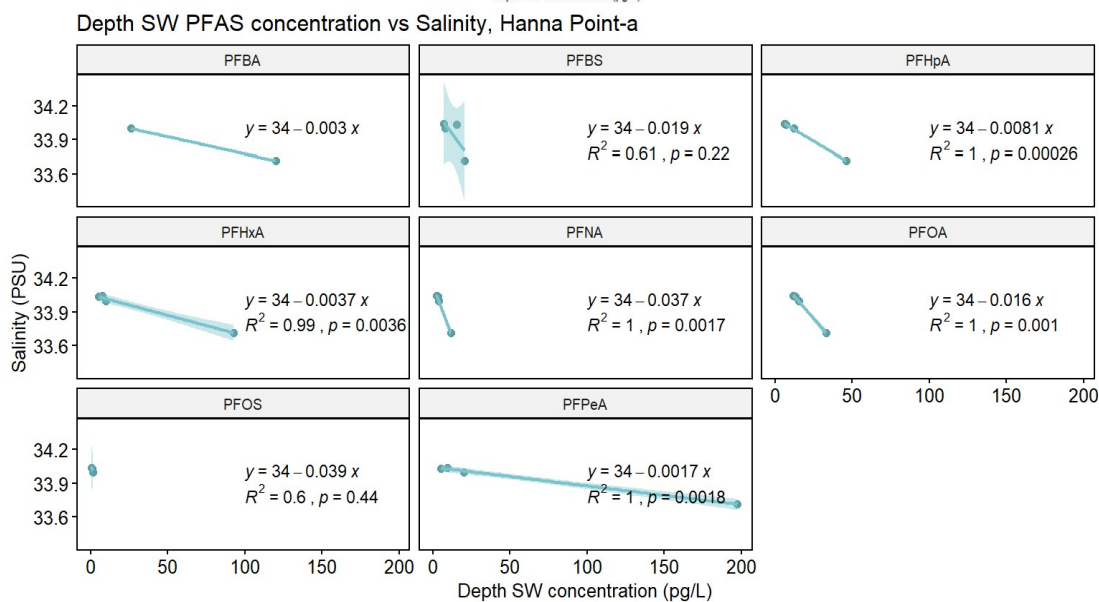 Depth SW PFAS concentration vs Salinity, Hanna Point-a
PFBA
PFBS
PFHpA
34.2
33.9
33.6
y = 34 – 0.003 x
y = 34 – 0.019 x
R² = 0.61 , p = 0.22
y = 34 – 0.0081 x
R² = 1 , p = 0.00026
PFHxA
PFNA
PFOA
Salinity (PSU)
34.2
33.9
33.6
y = 34 – 0.0037 x
R² = 0.99 , p = 0.0036
y = 34 – 0.037 x
R² = 1 , p = 0.0017
y = 34 – 0.016 x
R² = 1 , p = 0.001
0 50 100 150 200
PFOS
PFPeA
34.2
33.9
33.6
y = 34 – 0.039 x
R² = 0.6 , p = 0.44
y = 34 – 0.0017 x
R² = 1 , p = 0.0018
0 50 100 150 200
0 50 100 150 200
Depth SW concentration (pg/L)